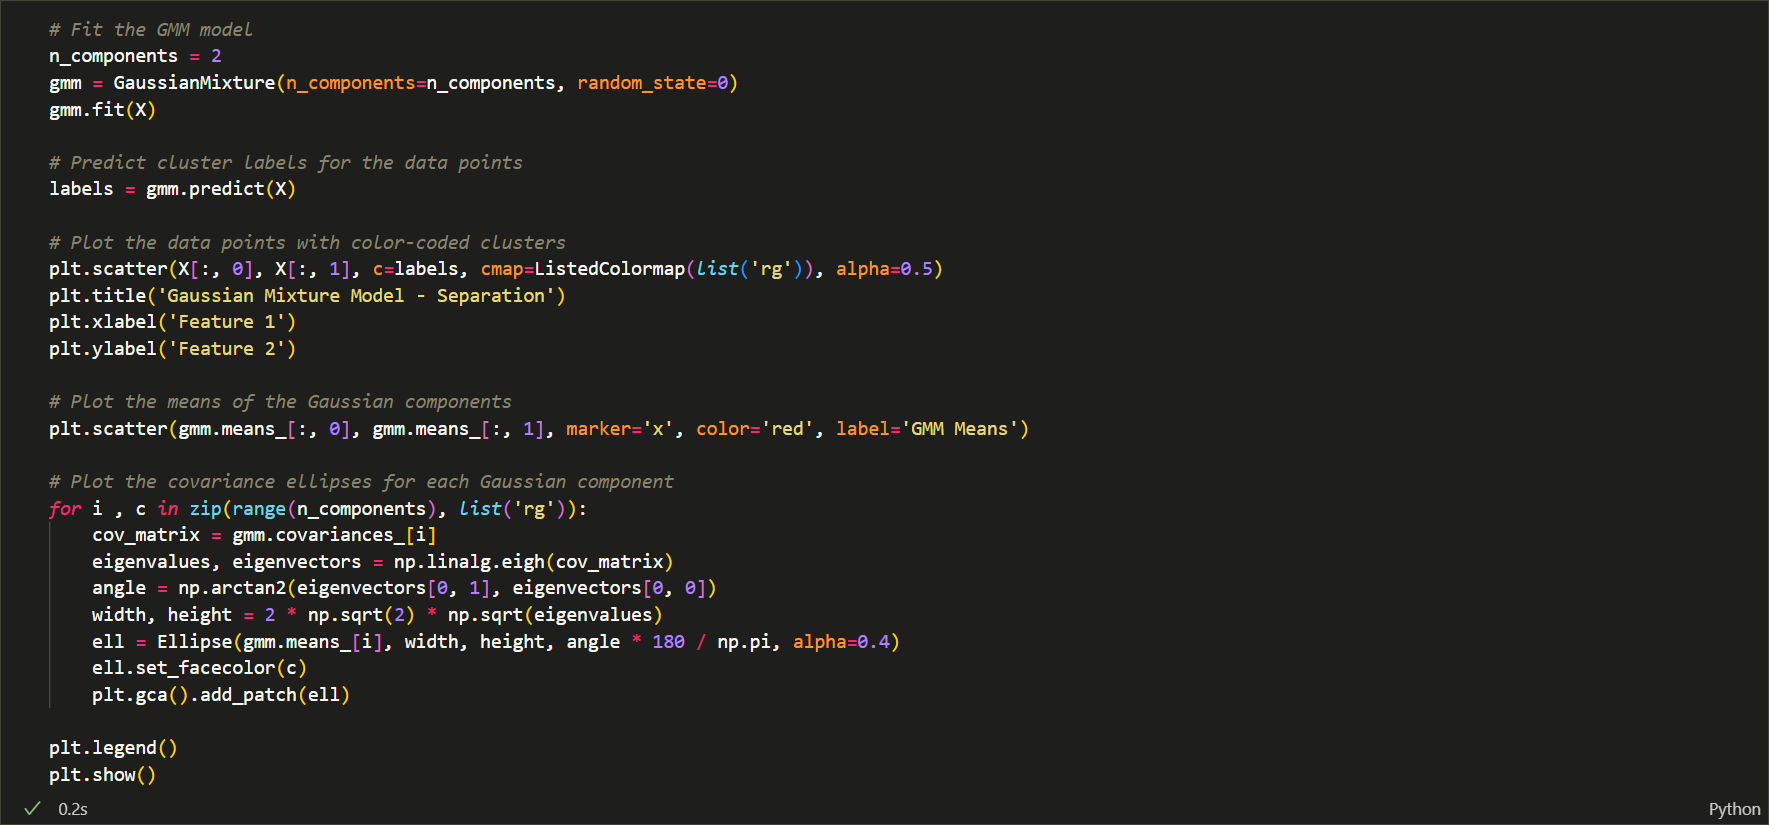 # Fit the GMM model
n_components = 2
gmm = GaussianMixture(n_components=n_components, random_state=0)
gmm.fit(X)
# Predict cluster labels for the data points
labels = gmm.predict(X)
# Plot the data points with color-coded clusters
plt.scatter(X[:, 0], X[:, 1], c=labels, cmap=ListedColormap(list('rg')), alpha=0.5)
plt.title('Gaussian Mixture Model - Separation')
plt.xlabel('Feature 1')
plt.ylabel('Feature 2')
# Plot the means of the Gaussian components
plt.scatter(gmm.means_[:, 0], gmm.means_[:, 1], marker='x', color='red', label='GMM Means')
# Plot the covariance ellipses for each Gaussian component
for i , c in zip(range(n_components), list('rg')):
    cov_matrix = gmm.covariances_[i]
    eigenvalues, eigenvectors = np.linalg.eigh(cov_matrix)
    angle = np.arctan2(eigenvectors[0, 1], eigenvectors[0, 0])
    width, height = 2 * np.sqrt(2) * np.sqrt(eigenvalues)
    ell = Ellipse(gmm.means_[i], width, height, angle * 180 / np.pi, alpha=0.4)
    ell.set_facecolor(c)
    plt.gca().add_patch(ell)
plt.legend()
plt.show()
0.2s
Python